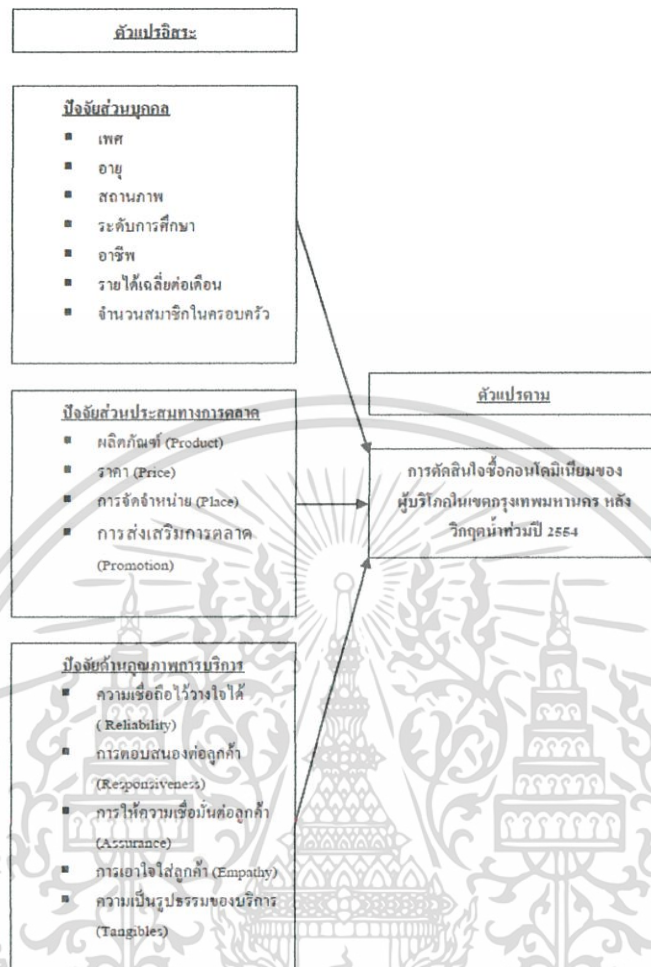 ตัวแปรอิสระ
ปัจจัยส่วนบุคคล
▪ เพศ
▪ อายุ
▪ สถานภาพ
▪ ระดับการศึกษา
▪ อาชีพ
▪ รายได้เฉลี่ยต่อเดือน
▪ จำนวนสมาชิกในครอบครัว
ปัจจัยส่วนประสมทางการตลาด
▪ ผลิตภัณฑ์ (Product)
▪ ราคา (Price)
▪ การจัดจำหน่าย (Place)
▪ การส่งเสริมการตลาด
(Promotion)
ปัจจัยด้านคุณภาพการบริการ
▪ ความเชื่อถือไว้วางใจได้
( Reliability)
▪ การตอบสนองต่อลูกค้า
(Responsiveness)
▪ การให้ความเชื่อมั่นต่อลูกค้า
(Assurance)
▪ การเอาใจใส่ลูกค้า (Empathy)
▪ ความเป็นรูปธรรมของบริการ
(Tangibles)
ตัวแปรตาม
การตัดสินใจซื้อคอนโดมิเนียมของ
ผู้บริโภคในเขตกรุงเทพมหานคร หลัง
วิกฤตน้ำท่วมปี 2554